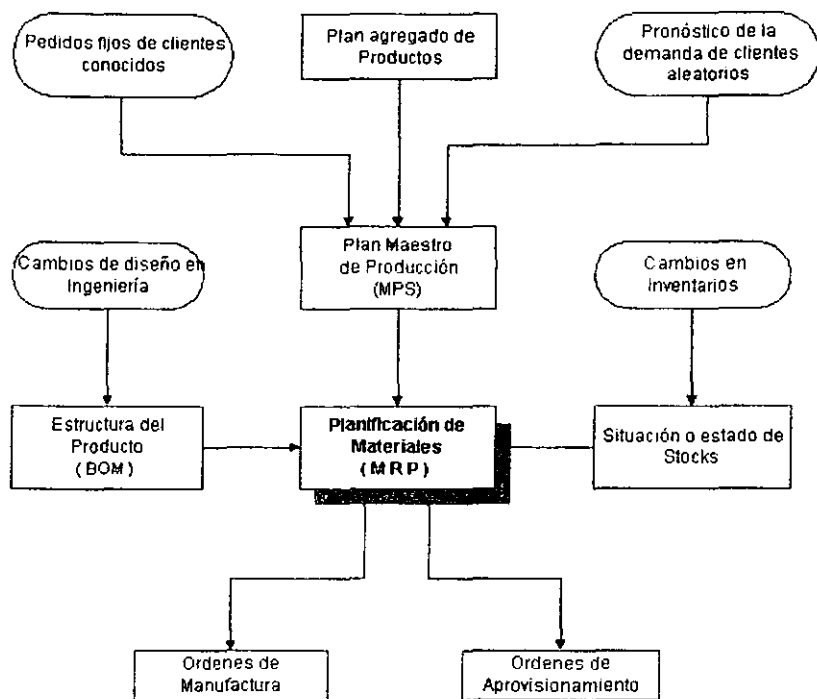 Pedidos fijos de clientes
conocidos
Plan agregado de
Productos
Pronóstico de la
demanda de clientes
aleatorios
Plan Maestro
de Producción
(MPS)
Cambios de diseño en
Ingeniería
Cambios en
Inventarios
Estructura del
Producto
( BOM )
Planificación de
Materiales
( M R P )
Situación o estado de
Stocks
Ordenes de
Manufactura
Ordenes de
Aprovisionamiento